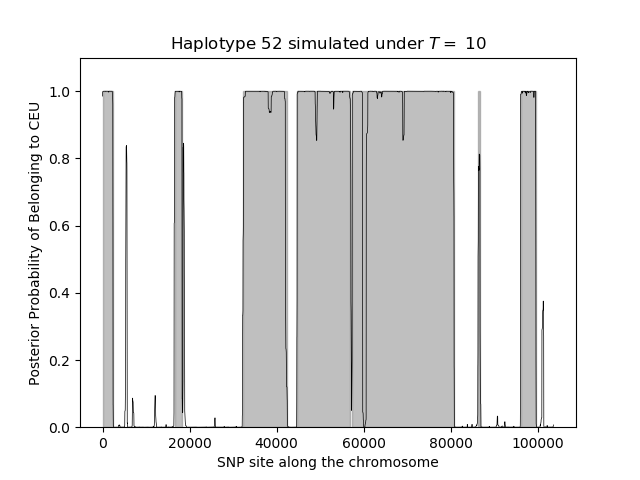 Haplotype 52 simulated under T = 10
Posterior Probability of Belonging to CEU
1.0
0.8
0.6
0.4
0.2
0.0
0 20000 40000 60000 80000 100000
SNP site along the chromosome